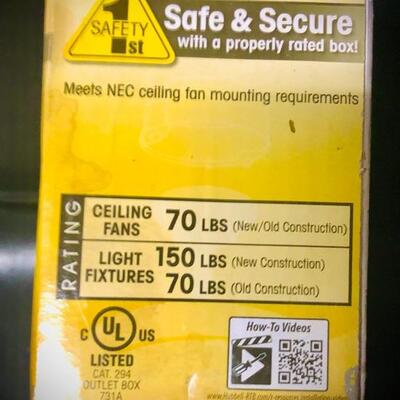 1
SAFETY
st
Safe & Secure
with a properly rated box!
Meets NEC ceiling fan mounting requirements
RATING
CEILING FANS 70 LBS (New/Old Construction)
LIGHT FIXTURES 150 LBS (New Construction)
70 LBS (Old Construction)
C UL US
LISTED
CAT. 294
OUTLET BOX
731A
How-To Videos